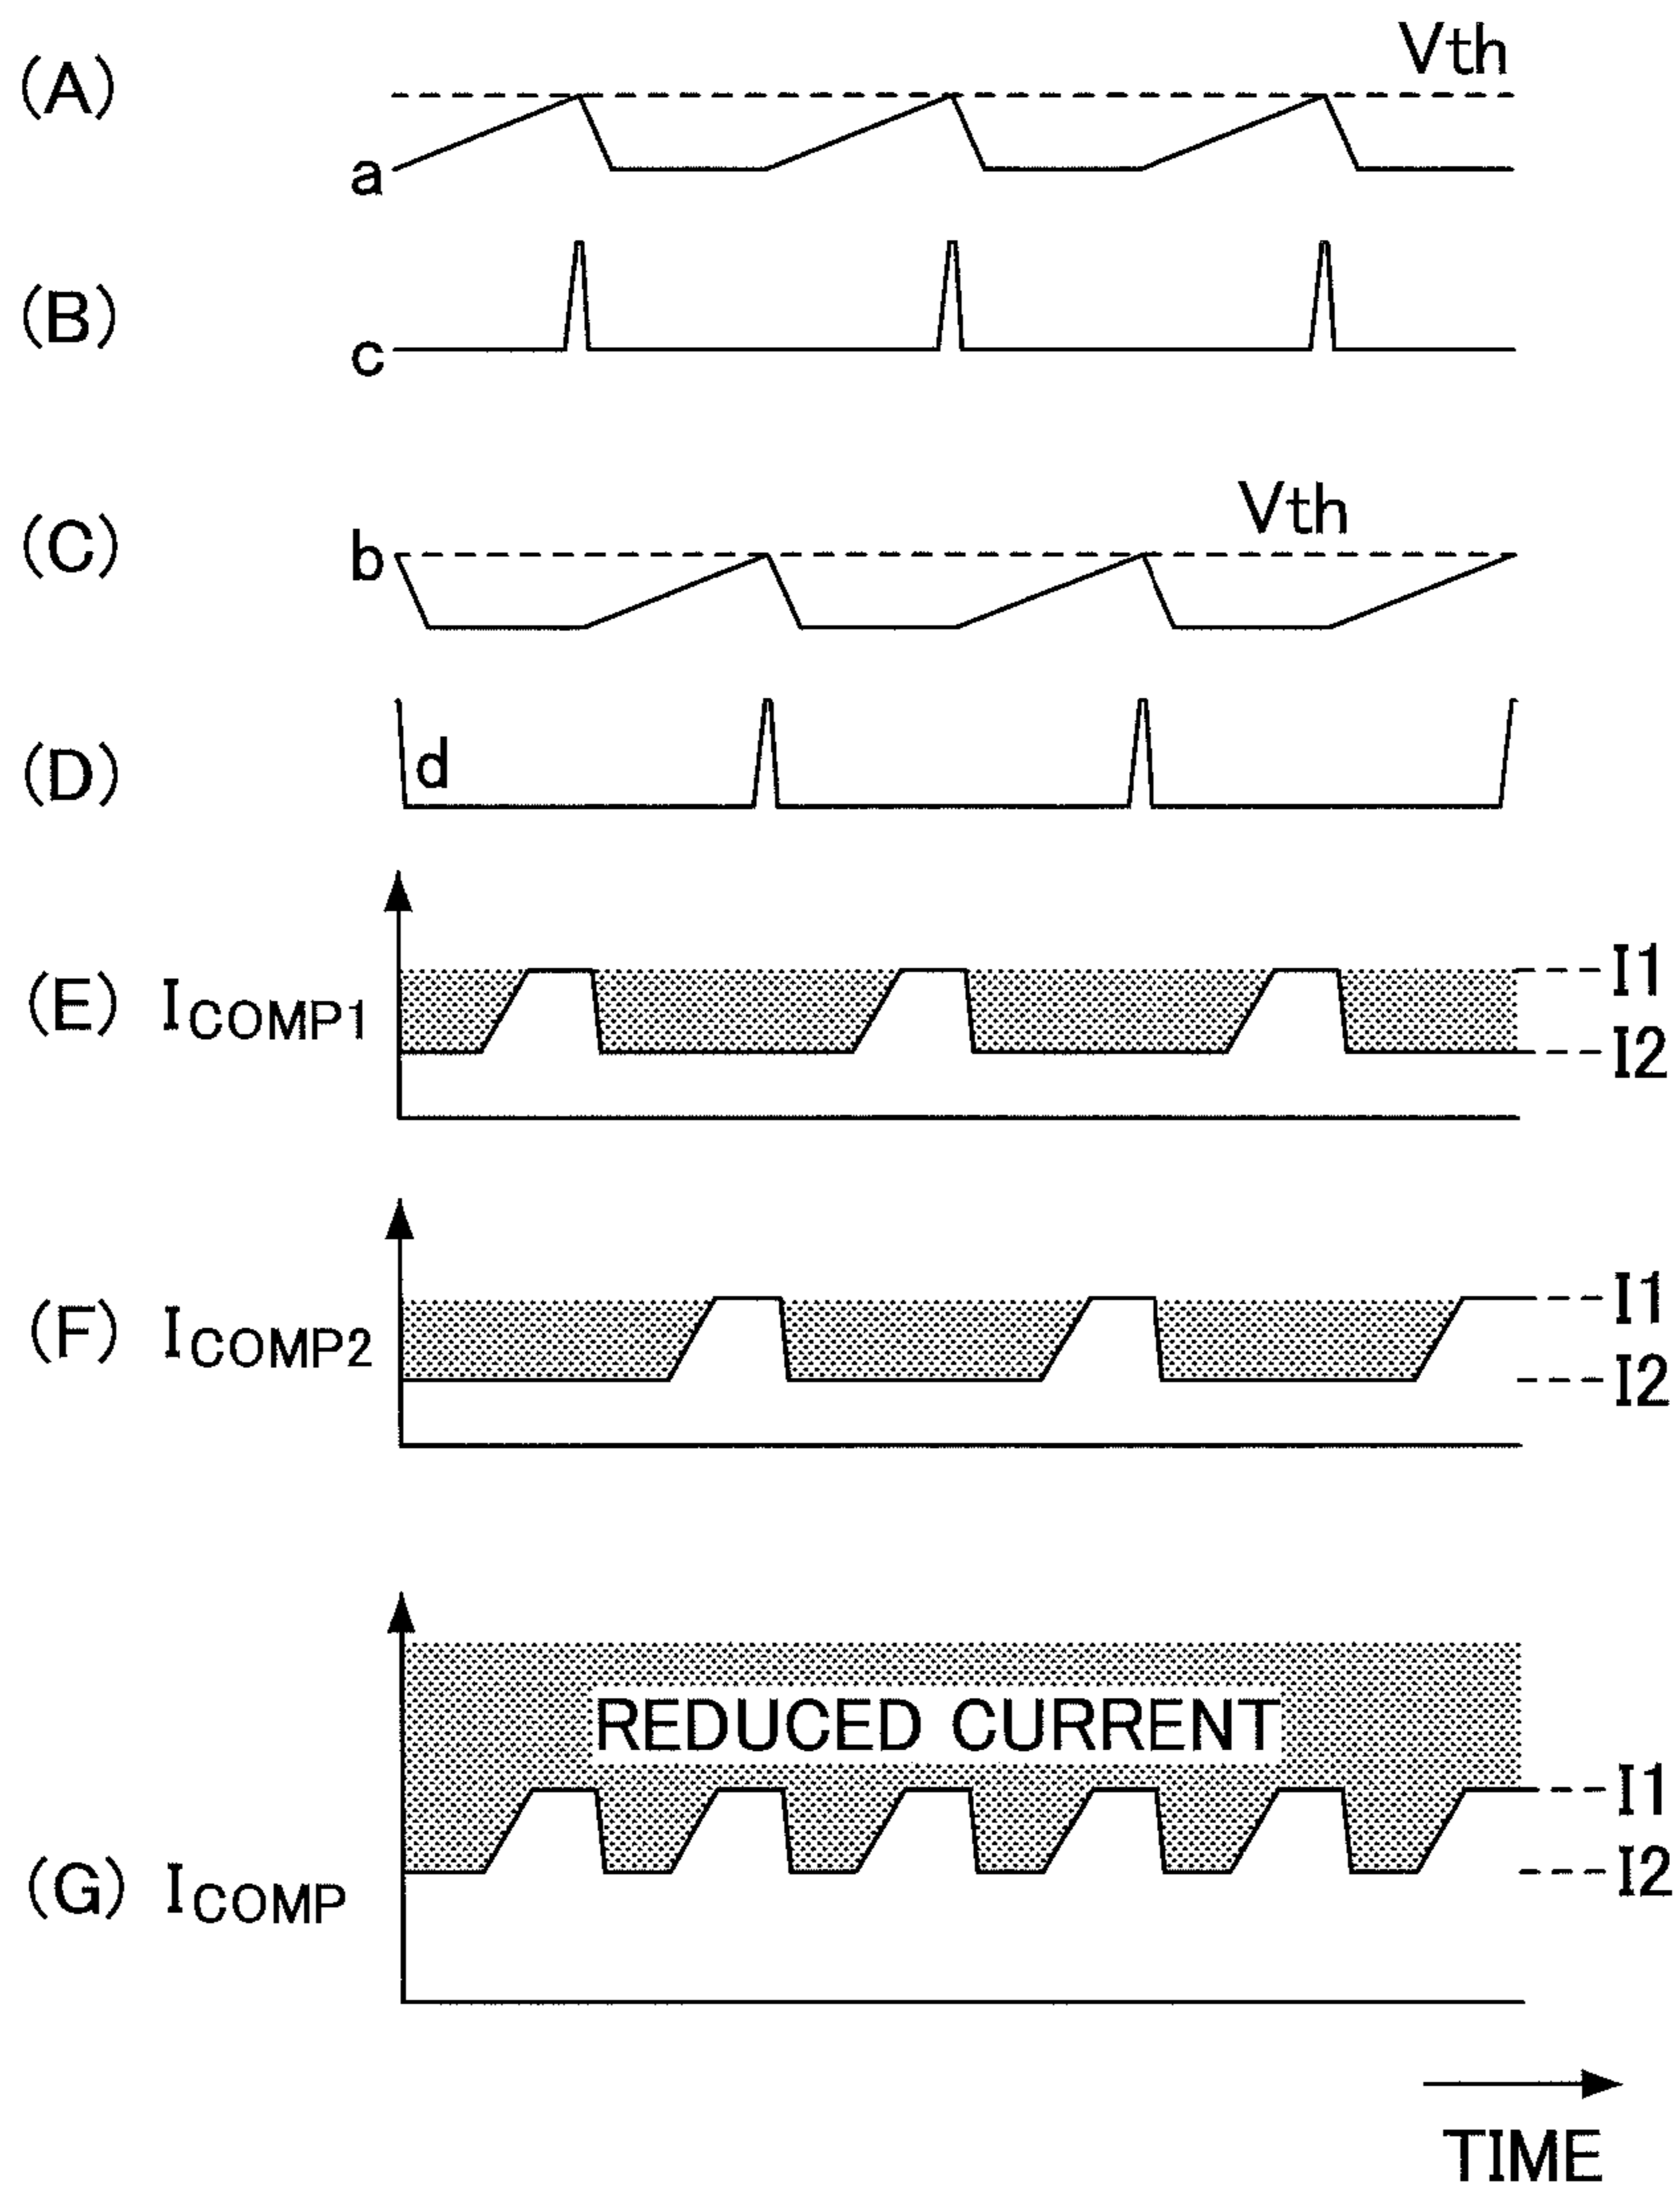 (A)
Vth
a
(B)
c
(C)
Vth
b
(D)
d
(E) ICOMP1
I1
I2
(F) ICOMP2
I1
I2
REDUCED CURRENT
(G) ICOMP
I1
I2
TIME